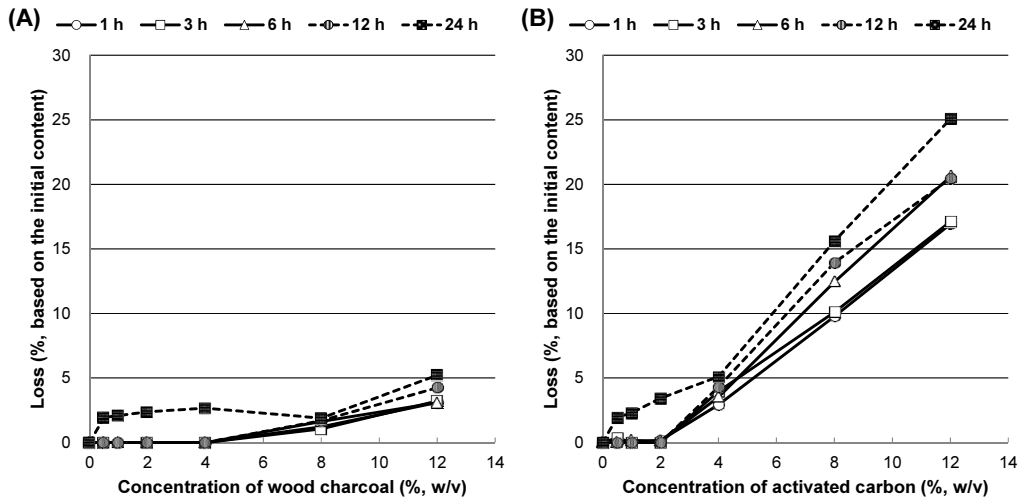 (A) 1 h 3 h 6 h 12 h 24 h
30
25
20
15
10
5
0
0 2 4 6 8 10 12 14
Loss (%, based on the initial content)
Concentration of wood charcoal (%, w/v)
(B) 1 h 3 h 6 h 12 h 24 h
30
25
20
15
10
5
0
0 2 4 6 8 10 12 14
Loss (%, based on the initial content)
Concentration of activated carbon (%, w/v)